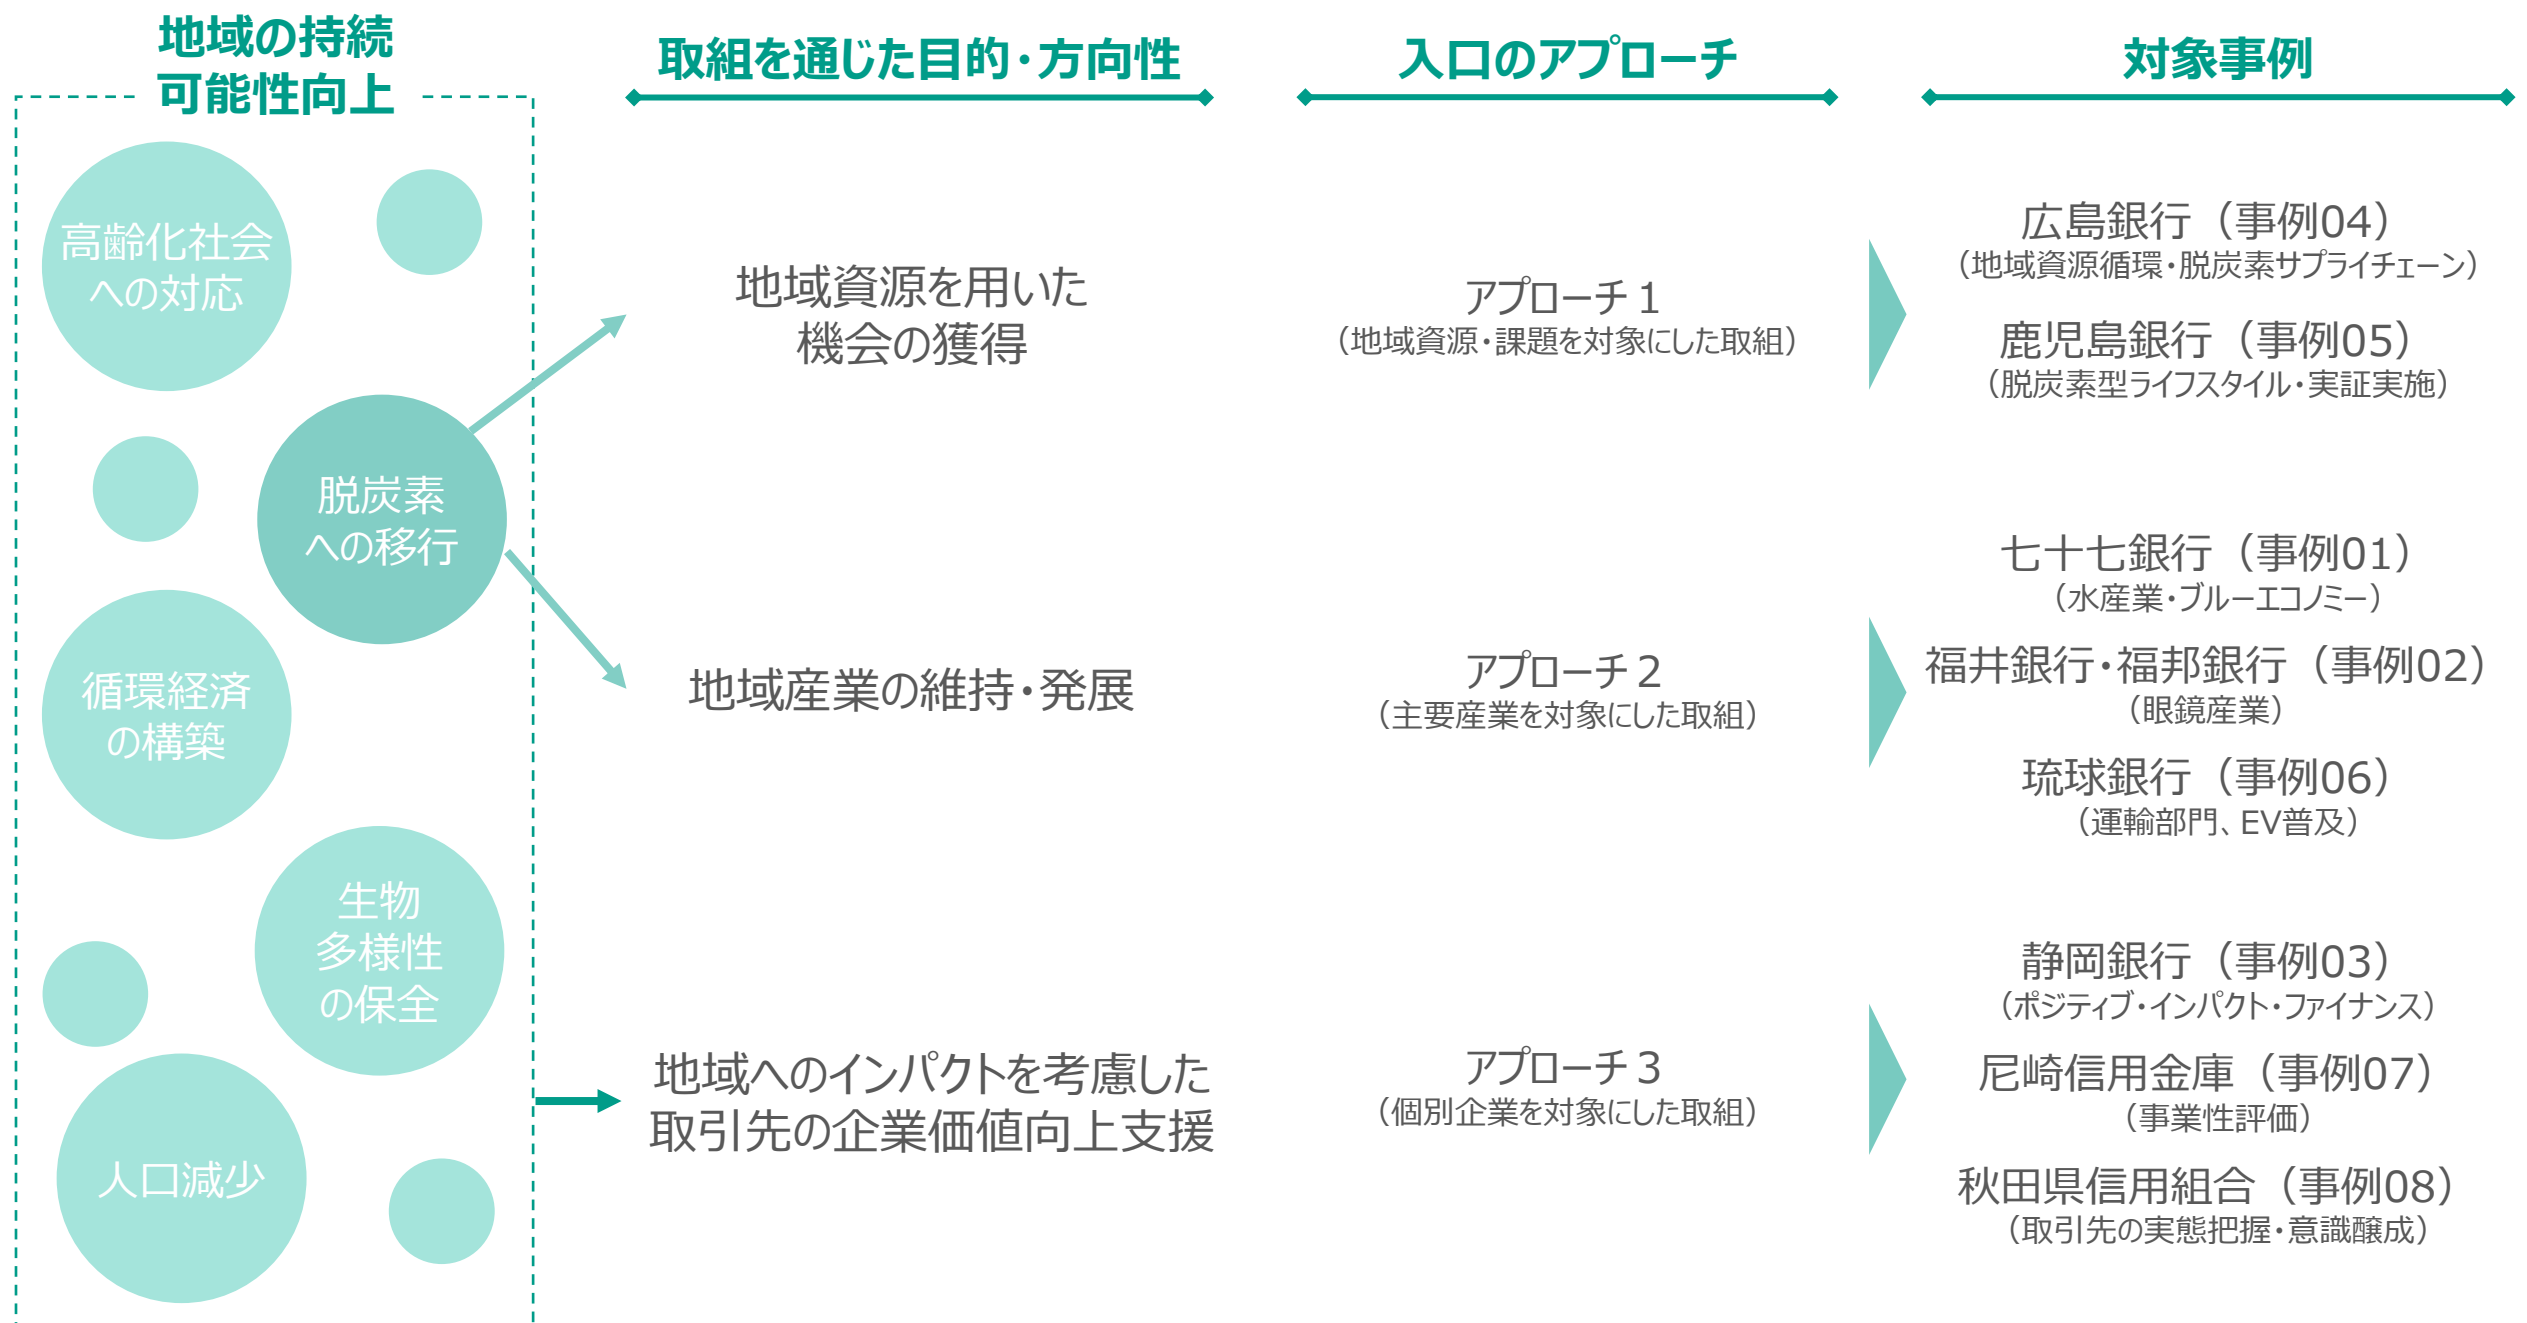 地域の持続
可能性向上
高齢化社会
への対応
脱炭素
への移行
循環経済
の構築
生物
多様性
の保全
人口減少
取組を通じた目的・方向性
地域資源を用いた
機会の獲得
地域産業の維持・発展
地域へのインパクトを考慮した
取引先の企業価値向上支援
入口のアプローチ
アプローチ１
（地域資源・課題を対象にした取組）
アプローチ２
（主要産業を対象にした取組）
アプローチ３
（個別企業を対象にした取組）
対象事例
広島銀行（事例04）
（地域資源循環・脱炭素サプライチェーン）
鹿児島銀行（事例05）
（脱炭素型ライフスタイル・実証実施）
七十七銀行（事例01）
（水産業・ブルーエコノミー）
福井銀行・福邦銀行（事例02）
（眼鏡産業）
琉球銀行（事例06）
（運輸部門、EV普及）
静岡銀行（事例03）
（ポジティブ・インパクト・ファイナンス）
尼崎信用金庫（事例07）
（事業性評価）
秋田県信用組合（事例08）
（取引先の実態把握・意識醸成）